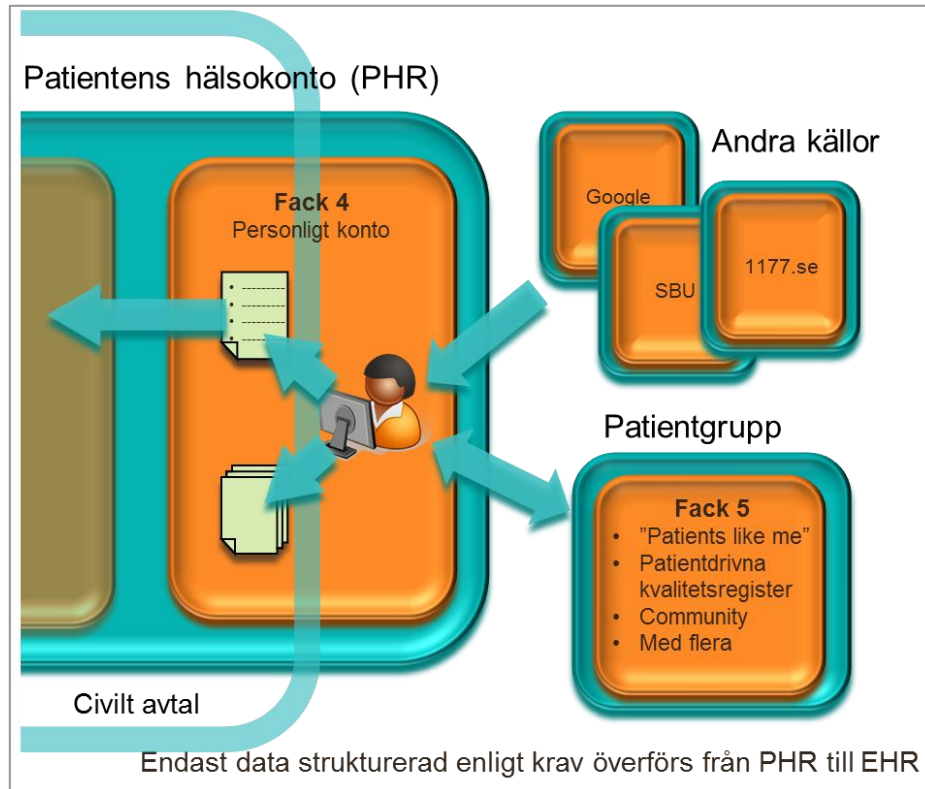 Patientens hälsokonto (PHR)
Fack 4
Personligt konto
Andra källor
Google
SBU
1177.se
Patientgrupp
Fack 5
• ”Patients like me”
• Patientdrivna
kvalitetsregister
• Community
• Med flera
Civilt avtal
Endast data strukturerad enligt krav överförs från PHR till EHR